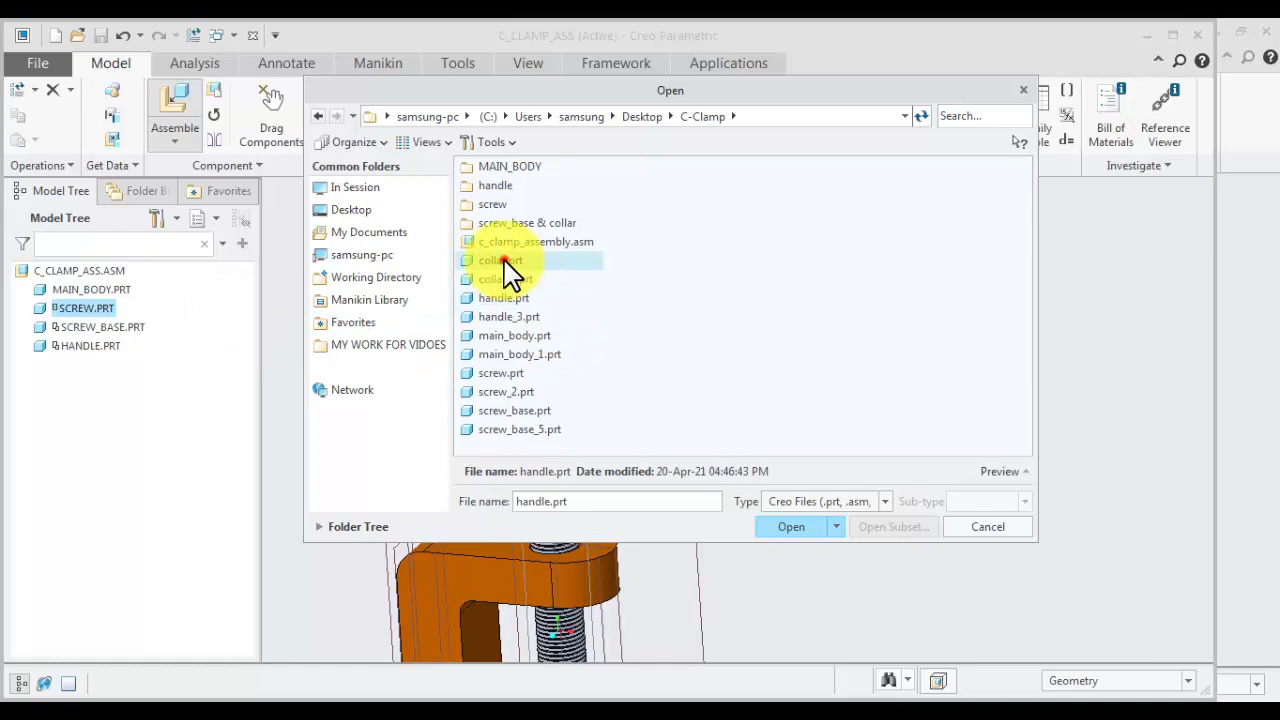 C_CLAMP_ASS (Active) - Creo Parametric
File Model Analysis Annotate Manikin Tools View Framework Applications
Assemble
Drag
Components
Bill of
Materials
Reference
Viewer
Operations Get Data Component Investigate
Open
samsung-pc (C:) Users samsung Desktop C-Clamp
Search...
Organize Views Tools
Model Tree Favorites
Model Tree
C_CLAMP_ASS.ASM
MAIN_BODY.PRT
SCREW.PRT
SCREW_BASE.PRT
HANDLE.PRT
Common Folders
In Session
Desktop
My Documents
samsung-pc
Working Directory
Manikin Library
Favorites
MY WORK FOR VIDOES
Network
Folder Tree
MAIN_BODY
handle
screw
screw_base & collar
c_clamp_assembly.asm
handle.prt
handle_3.prt
main_body.prt
main_body_1.prt
screw.prt
screw_2.prt
screw_base.prt
screw_base_5.prt
File name: handle.prt Date modified: 20-Apr-21 04:46:43 PM Preview
File name: handle.prt Type Creo Files (.prt, .asm, Sub-type
Open Open Subset... Cancel
Geometry